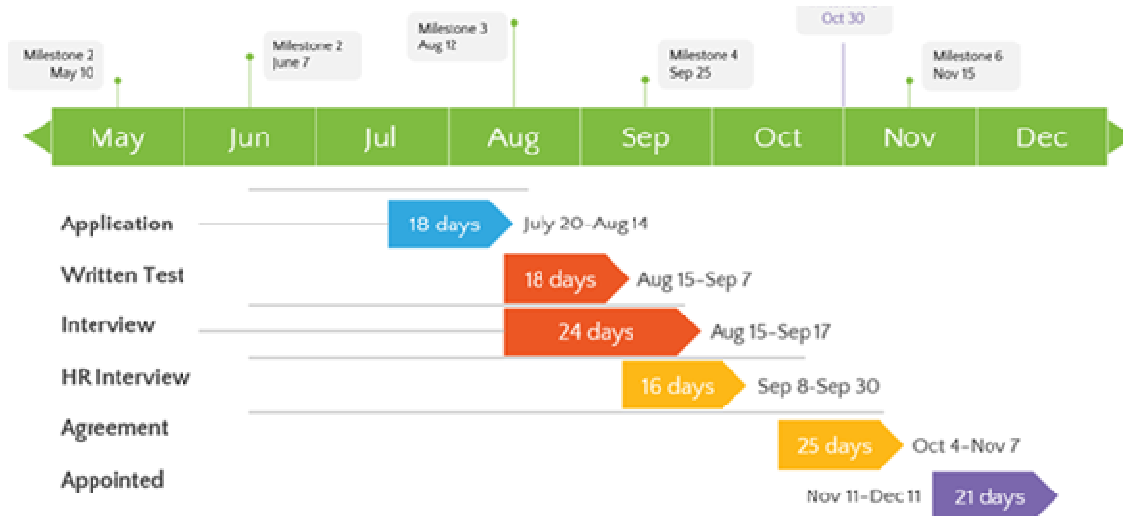 Milestone 2
May 10
Milestone 2
June 7
Milestone 3
Aug 12
Milestone 4
Sep 25
Oct 30
Milestone 6
Nov 15
May
Jun
Jul
Aug
Sep
Oct
Nov
Dec
Application
18 days
July 20-Aug 14
Written Test
18 days
Aug 15-Sep 7
Interview
24 days
Aug 15-Sep 17
HR Interview
16 days
Sep 8-Sep 30
Agreement
25 days
Oct 4-Nov 7
Appointed
Nov 11-Dec 11
21 days